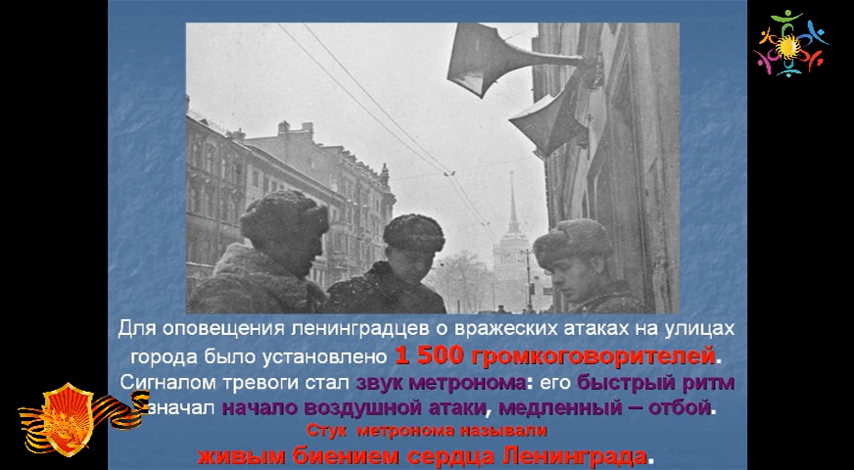 Для оповещения ленинградцев о вражеских атаках на улицах
города было установлено 1 500 громкоговорителей.
Сигналом тревоги стал звук метронома: его быстрый ритм
значал начало воздушной атаки, медленный – отбой.
Стук метронома называли
живым биением сердца Ленинграда.